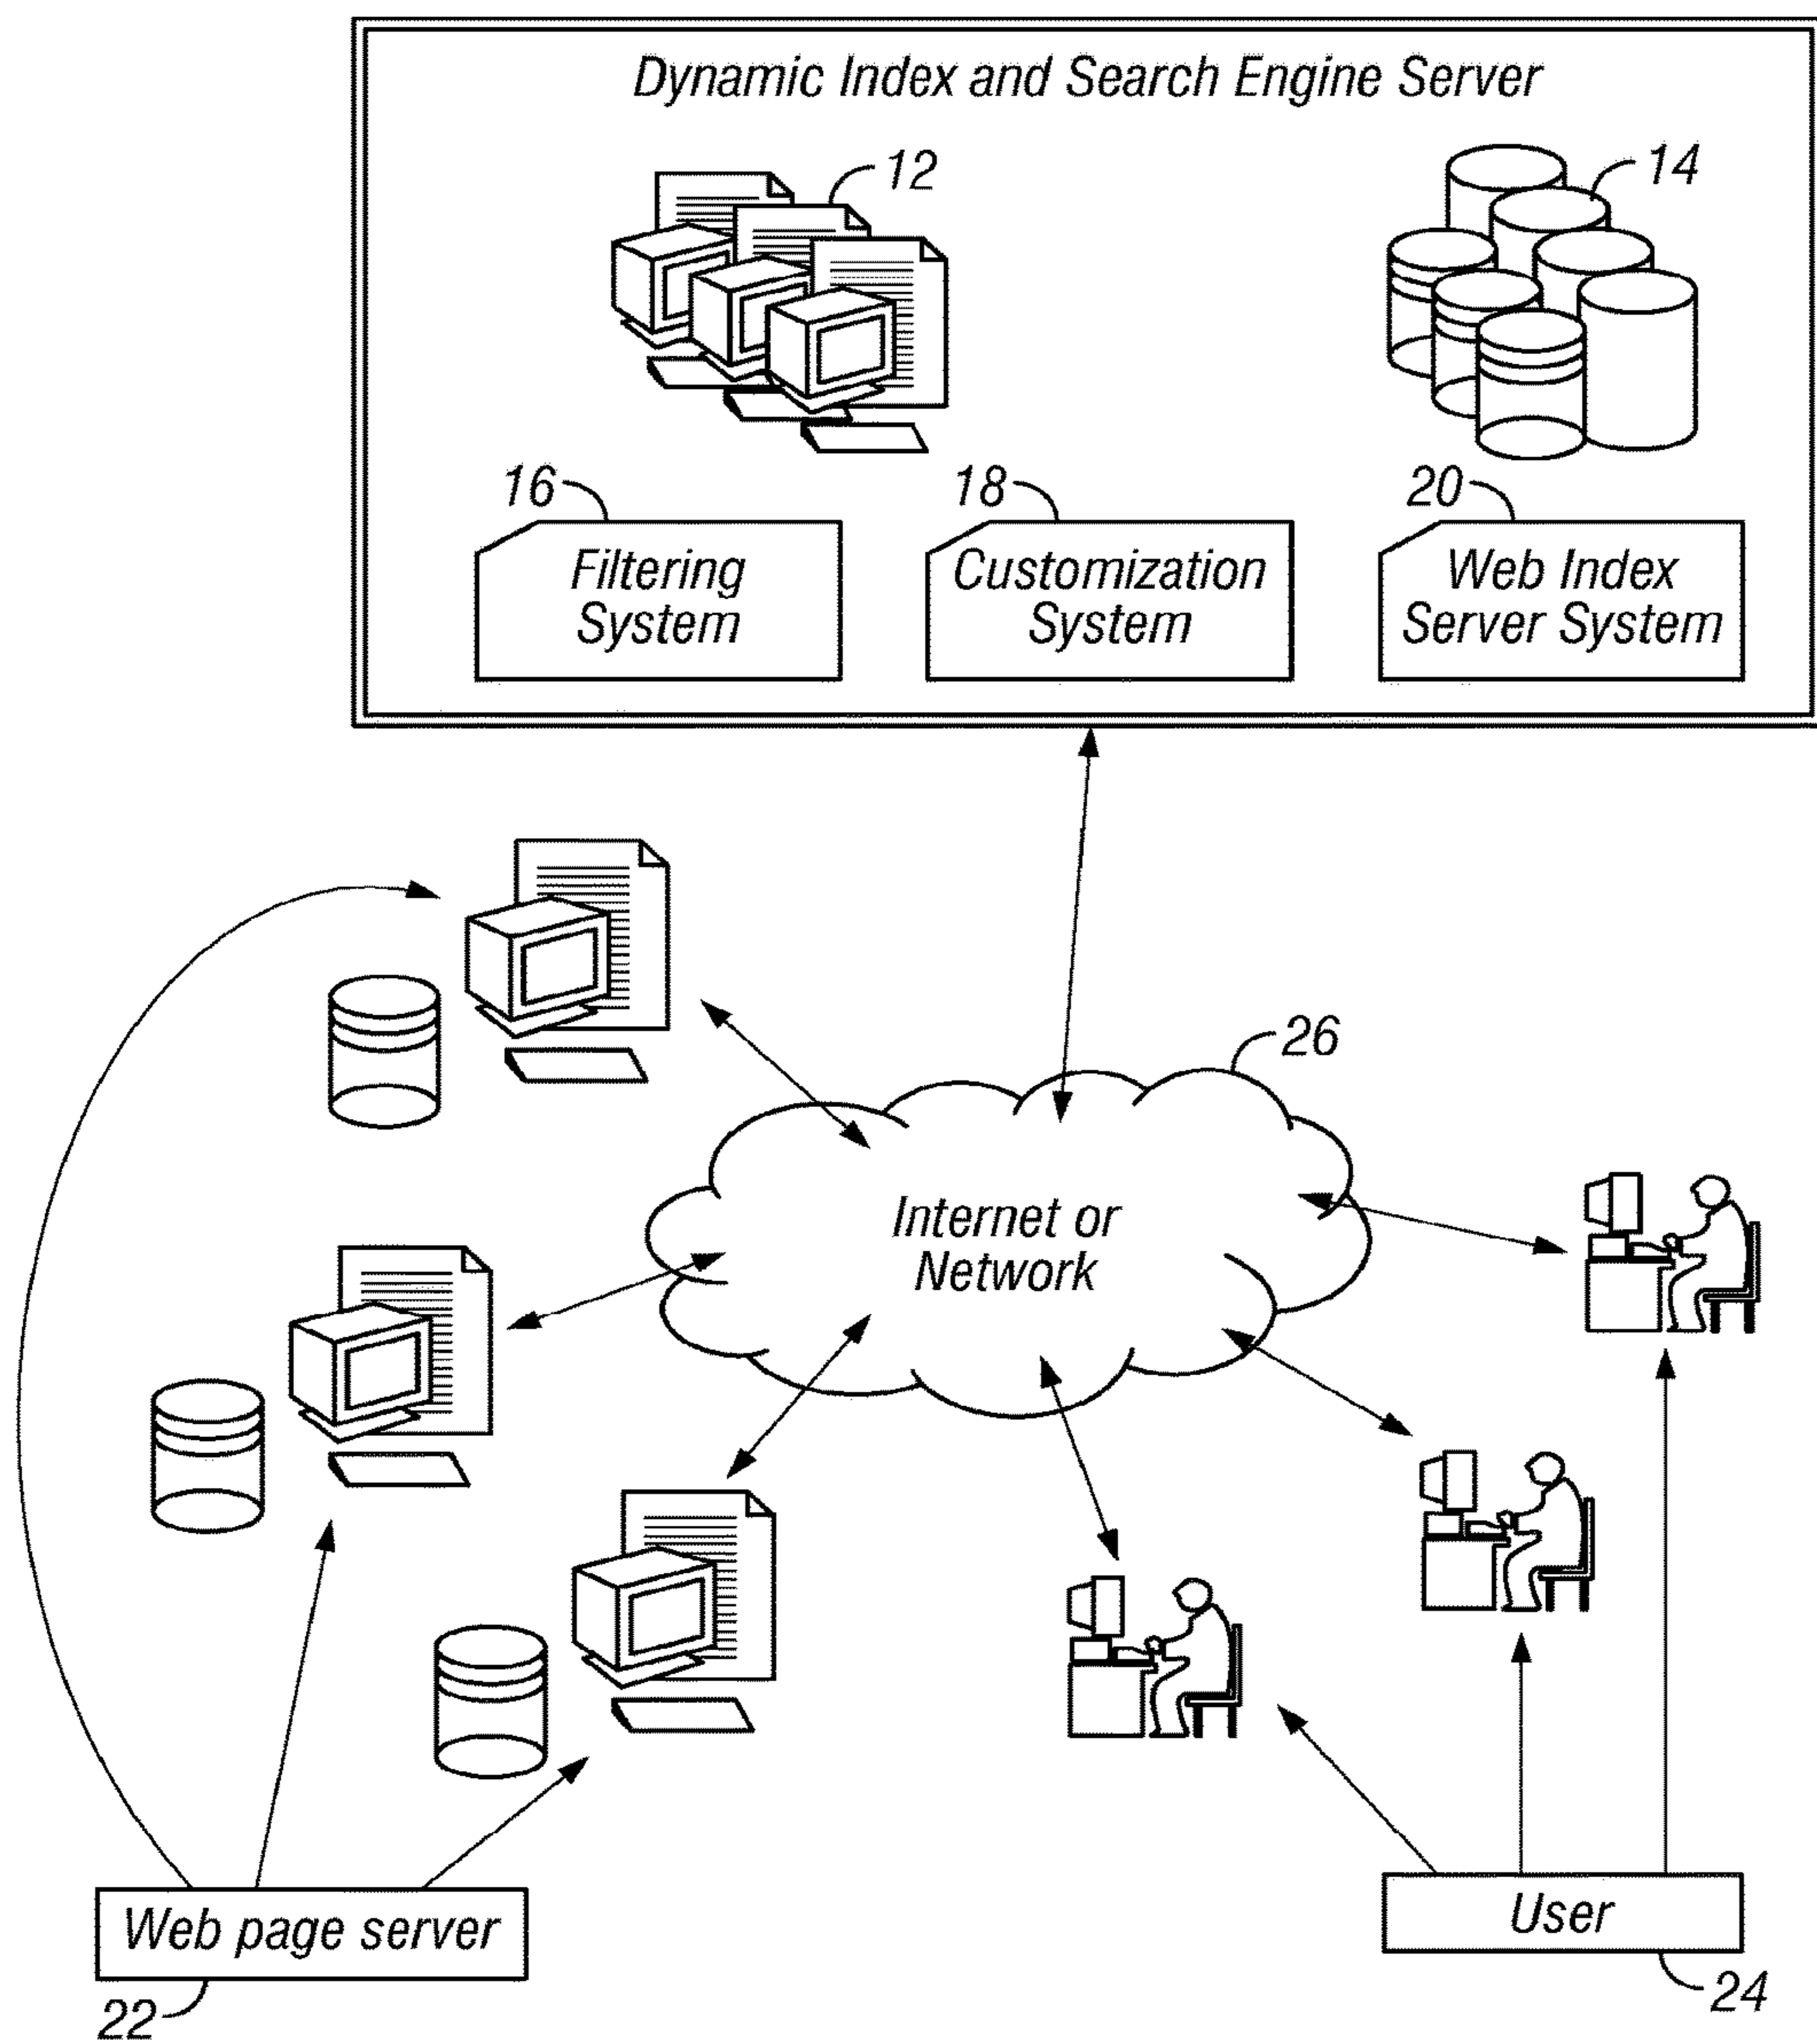 Dynamic Index and Search Engine Server
12
14
16
18
20
Filtering
System
Customization
System
Web Index
Server System
26
Internet or
Network
Web page server
User
22
24